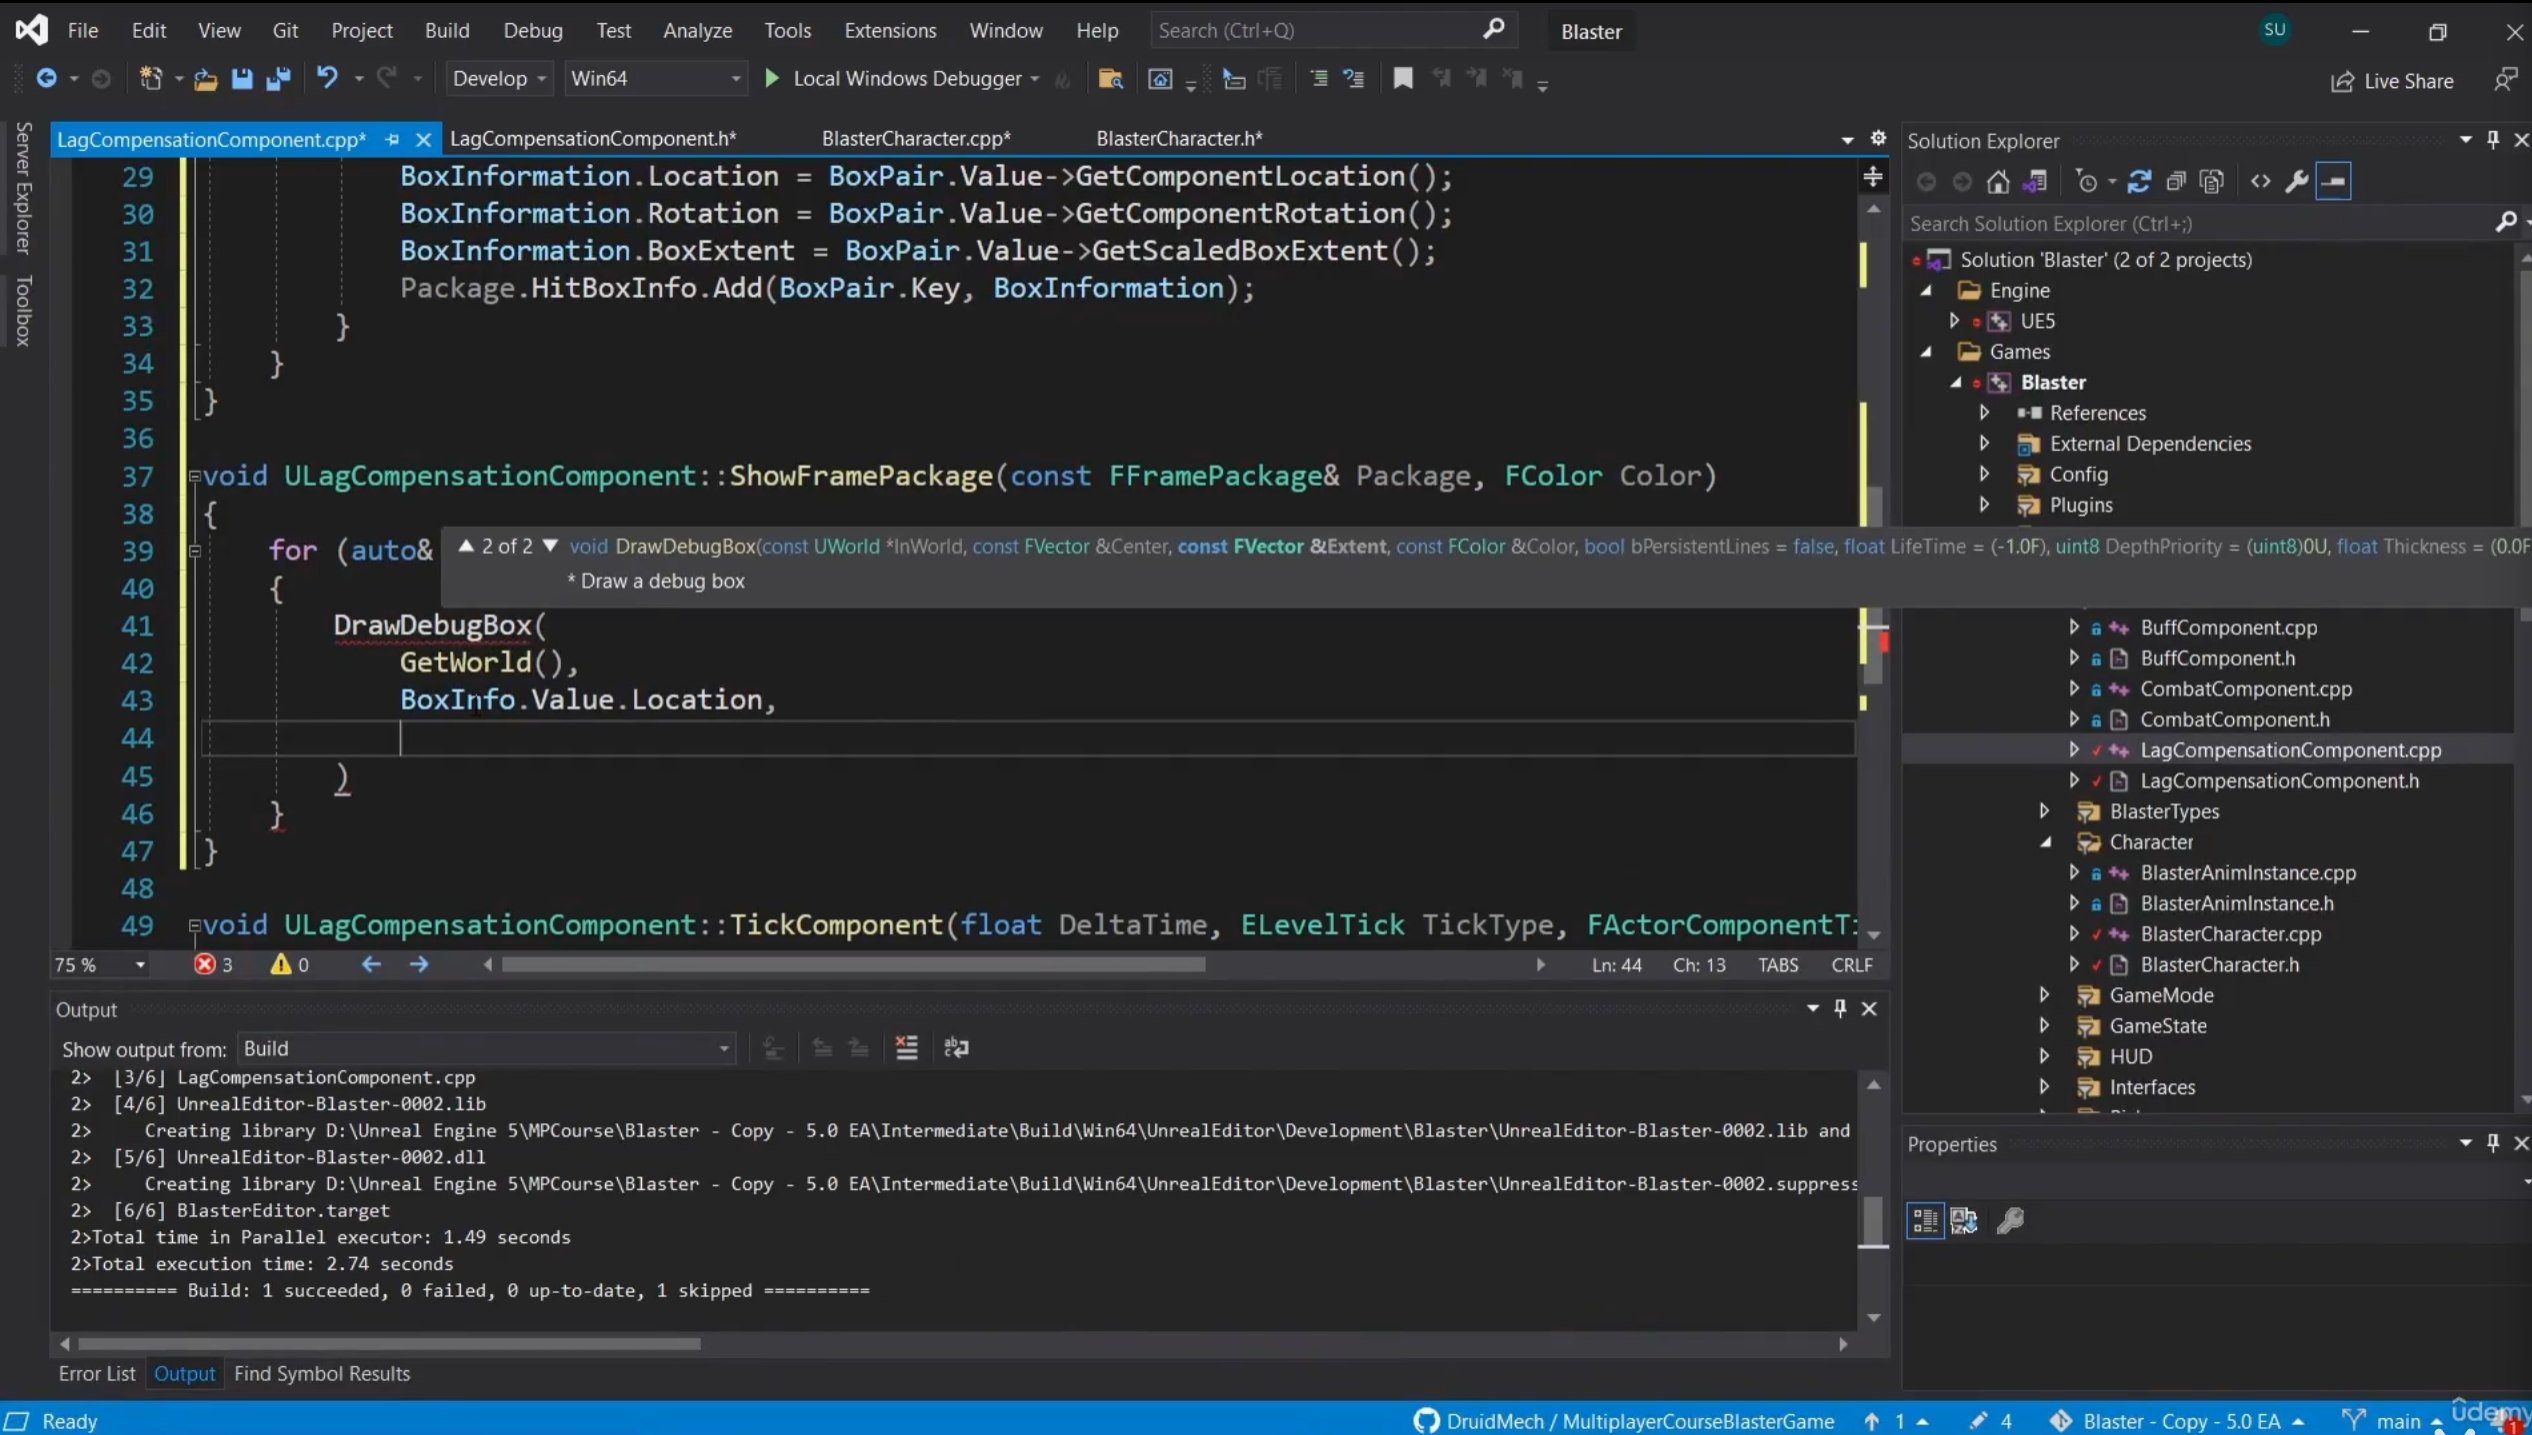 File Edit View Git Project Build Debug Test Analyze Tools Extensions Window Help Search (Ctrl+Q) Blaster SU
Develop Win64 Local Windows Debugger Live Share
Server Explorer
Toolbox
LagCompensationComponent.cpp* LagCompensationComponent.h* BlasterCharacter.cpp* BlasterCharacter.h*
29 BoxInformation.Location = BoxPair.Value->GetComponentLocation();
30 BoxInformation.Rotation = BoxPair.Value->GetComponentRotation();
31 BoxInformation.BoxExtent = BoxPair.Value->GetScaledBoxExtent();
32 Package.HitBoxInfo.Add(BoxPair.Key, BoxInformation);
33 }
34 }
35 }
36
37 void ULagCompensationComponent::ShowFramePackage(const FFramePackage& Package, FColor Color)
38 {
39 for (auto&
▲ 2 of 2 ▼ void DrawDebugBox(const UWorld *InWorld, const FVector &Center, const FVector &Extent, const FColor &Color, bool bPersistentLines = false, float LifeTime = (-1.0F), uint8 DepthPriority = (uint8)0U, float Thickness = (0.0F
* Draw a debug box
40 {
41 DrawDebugBox(
42 GetWorld(),
43 BoxInfo.Value.Location,
44
45 )
46 }
47 }
48
49 void ULagCompensationComponent::TickComponent(float DeltaTime, ELevelTick TickType, FActorComponentTi
75 % 3 0 Ln: 44 Ch: 13 TABS CRLF
Output
Show output from: Build
2> [3/6] LagCompensationComponent.cpp
2> [4/6] UnrealEditor-Blaster-0002.lib
2> Creating library D:\Unreal Engine 5\MPCourse\Blaster - Copy - 5.0 EA\Intermediate\Build\Win64\UnrealEditor\Development\Blaster\UnrealEditor-Blaster-0002.lib and
2> [5/6] UnrealEditor-Blaster-0002.dll
2> Creating library D:\Unreal Engine 5\MPCourse\Blaster - Copy - 5.0 EA\Intermediate\Build\Win64\UnrealEditor\Development\Blaster\UnrealEditor-Blaster-0002.suppress
2> [6/6] BlasterEditor.target
2>Total time in Parallel executor: 1.49 seconds
2>Total execution time: 2.74 seconds
========== Build: 1 succeeded, 0 failed, 0 up-to-date, 1 skipped ==========
Error List Output Find Symbol Results
Solution Explorer
Search Solution Explorer (Ctrl+;)
Solution 'Blaster' (2 of 2 projects)
Engine
UE5
Games
Blaster
References
External Dependencies
Config
Plugins
BuffComponent.cpp
BuffComponent.h
CombatComponent.cpp
CombatComponent.h
LagCompensationComponent.cpp
LagCompensationComponent.h
BlasterTypes
Character
BlasterAnimInstance.cpp
BlasterAnimInstance.h
BlasterCharacter.cpp
BlasterCharacter.h
GameMode
GameState
HUD
Interfaces
Properties
Ready DruidMech / MultiplayerCourseBlasterGame 1 4 Blaster - Copy - 5.0 EA main 1
ûdemy